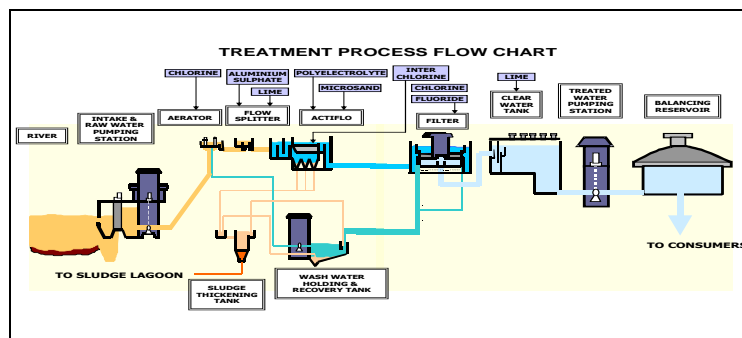 TREATMENT PROCESS FLOW CHART
CHLORINE
ALUMINIUM
SULPHATE
LIME
POLYELECTROLYTE
MICROSAND
INTER
CHLORINE
CHLORINE
FLUORIDE
LIME
RIVER
INTAKE &
RAW WATER
PUMPING
STATION
AERATOR
FLOW
SPLITTER
ACTIFLO
FILTER
CLEAR
WATER
TANK
TREATED
WATER
PUMPING
STATION
BALANCING
RESERVOIR
TO CONSUMERS
TO SLUDGE LAGOON
SLUDGE
THICKENING
TANK
WASH WATER
HOLDING &
RECOVERY TANK